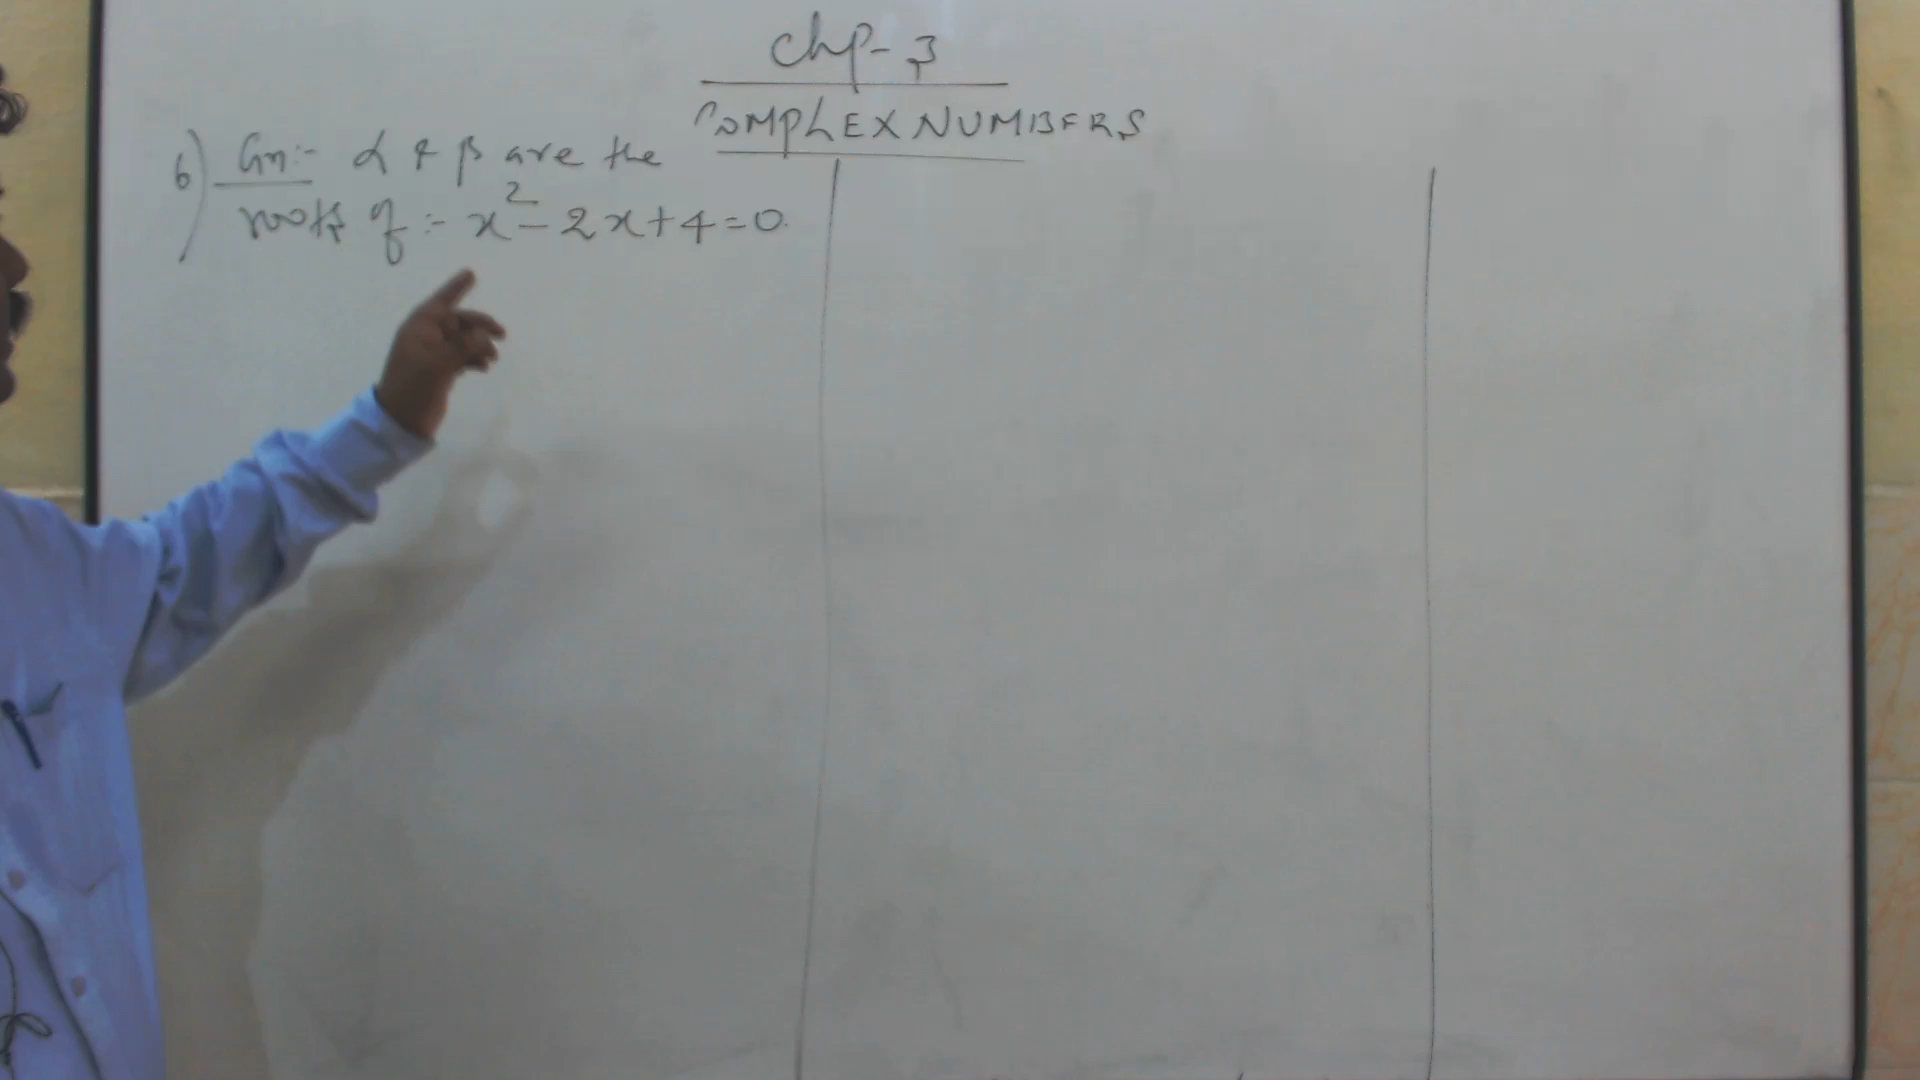 Chp-3
COMPLEX NUMBERS
6) Gn:- α & β are the
roots of :- x² - 2x + 4 = 0.